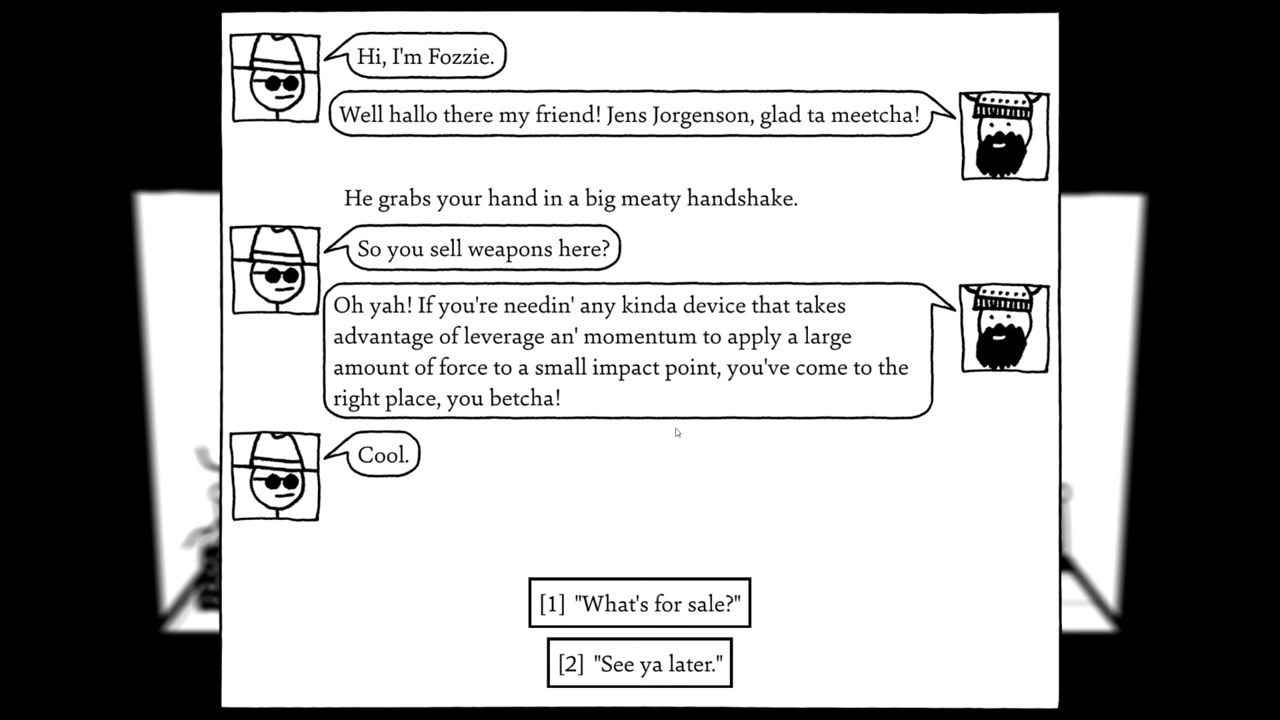 Hi, I'm Fozzie.
Well hallo there my friend! Jens Jorgenson, glad ta meetcha!
He grabs your hand in a big meaty handshake.
So you sell weapons here?
Oh yah! If you're needin' any kinda device that takes
advantage of leverage an' momentum to apply a large
amount of force to a small impact point, you've come to the
right place, you betcha!
Cool.
[1] "What's for sale?"
[2] "See ya later."